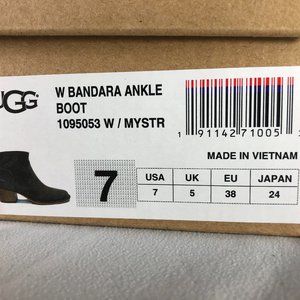 UGG
W BANDARA ANKLE
BOOT
1095053 W / MYSTR
1 91142 71005
MADE IN VIETNAM
7
USA UK EU JAPAN
7 5 38 24